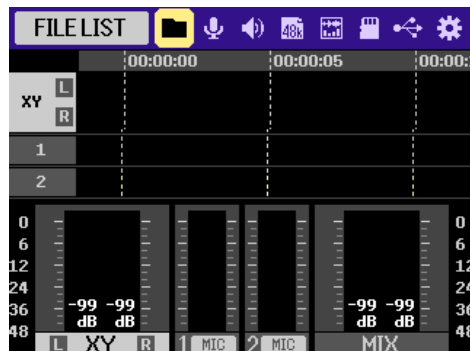 FILE LIST 48k
00:00:00 00:00:05 00:00:
XY L
R
1
2
0 0
6 6
12 12
24 24
36 -99 -99 -99 -99 36
dB dB dB dB
48 48
L XY R 1 MIC 2 MIC MIX